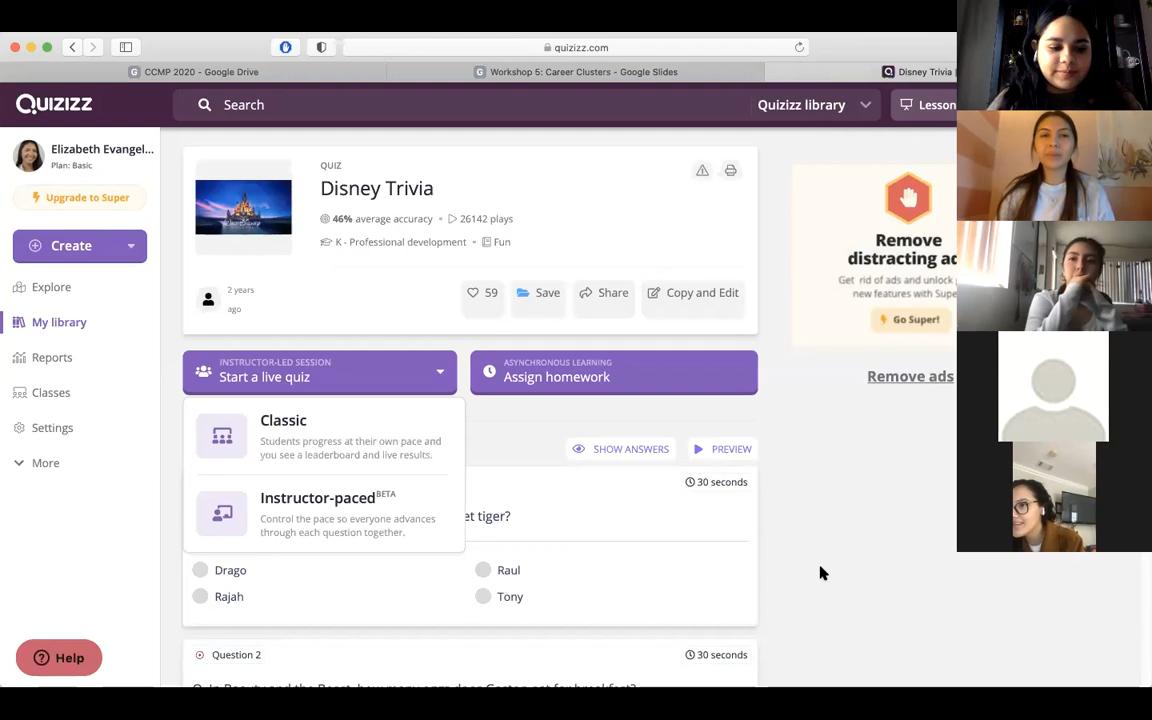 quizizz.com
CCMP 2020 - Google Drive
Workshop 5: Career Clusters - Google Slides
Disney Trivia
QUIZIZZ
Search
Quizizz library
Lesson
Elizabeth Evangel...
Plan: Basic
Upgrade to Super
Create
Explore
My library
Reports
Classes
Settings
More
Help
QUIZ
Disney Trivia
46% average accuracy • 26142 plays
K - Professional development • Fun
2 years
ago
59
Save
Share
Copy and Edit
INSTRUCTOR-LED SESSION
Start a live quiz
ASYNCHRONOUS LEARNING
Assign homework
Classic
Students progress at their own pace and
you see a leaderboard and live results.
Instructor-paced BETA
Control the pace so everyone advances
through each question together.
SHOW ANSWERS
PREVIEW
30 seconds
et tiger?
Drago
Raul
Rajah
Tony
Question 2
30 seconds
Remove
distracting ad
Get rid of ads and unlock
new features with Supe
Go Super!
Remove ads